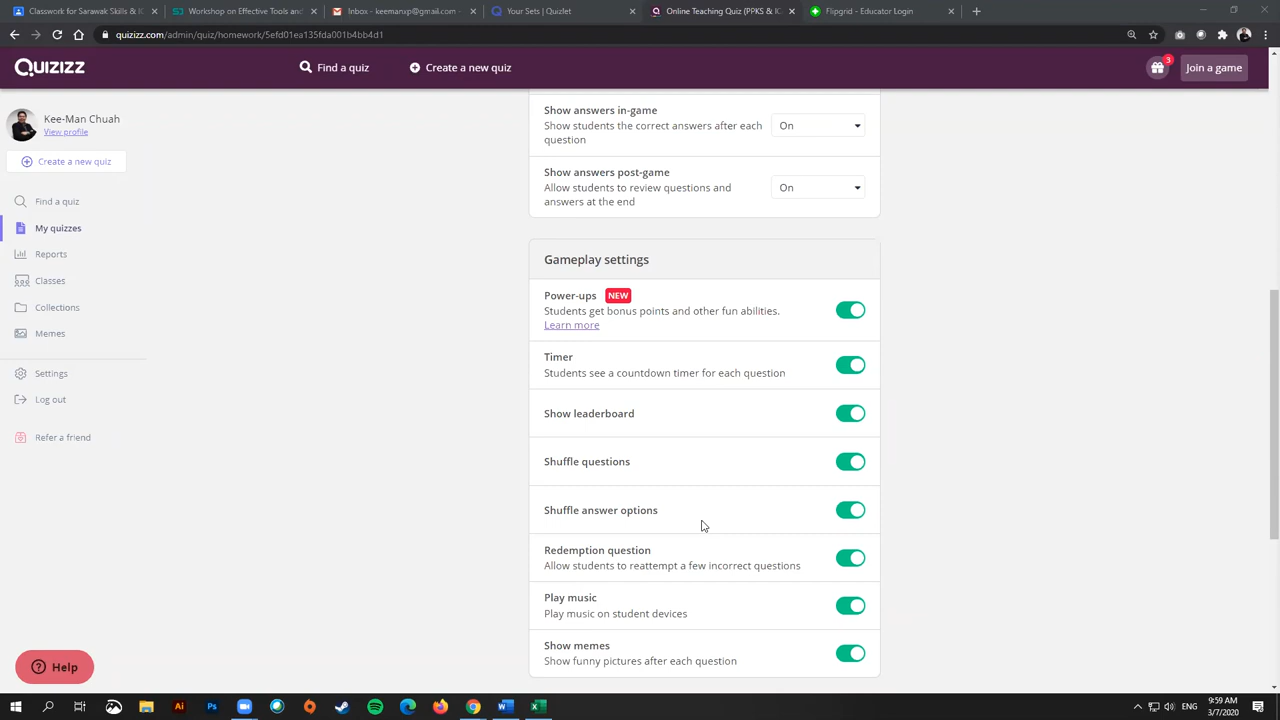 Classwork for Sarawak Skills & IC
Workshop on Effective Tools and
Inbox - keemanxp@gmail.com -
Your Sets | Quizlet
Online Teaching Quiz (PPKS & IC
Flipgrid - Educator Login
quizizz.com/admin/quiz/homework/5efd01ea135fda001b4bb4d1
Quizizz
Find a quiz
Create a new quiz
3
Join a game
Kee-Man Chuah
View profile
Create a new quiz
Find a quiz
My quizzes
Reports
Classes
Collections
Memes
Settings
Log out
Refer a friend
Help
Show answers in-game
Show students the correct answers after each
question
On
Show answers post-game
Allow students to review questions and
answers at the end
On
Gameplay settings
Power-ups NEW
Students get bonus points and other fun abilities.
Learn more
Timer
Students see a countdown timer for each question
Show leaderboard
Shuffle questions
Shuffle answer options
Redemption question
Allow students to reattempt a few incorrect questions
Play music
Play music on student devices
Show memes
Show funny pictures after each question
Ai
Ps
ENG
9:59 AM
3/7/2020